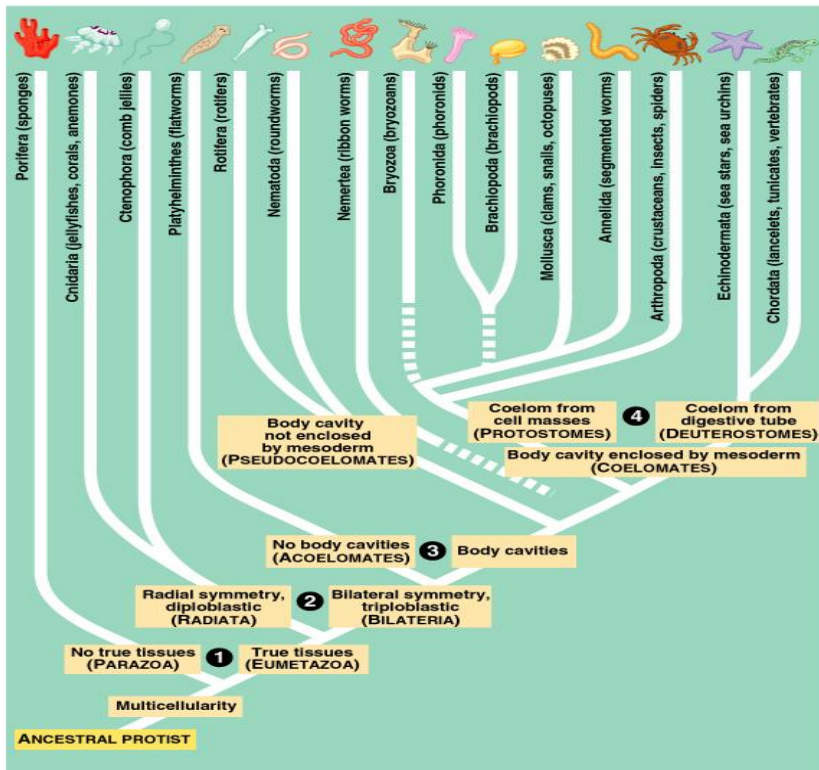 Porifera (sponges)
Cnidaria (jellyfishes, corals, anemones)
Ctenophora (comb jellies)
Platyhelminthes (flatworms)
Rotifera (rotifers)
Nematoda (roundworms)
Nemertea (ribbon worms)
Bryozoa (bryozoans)
Phoronida (phoronids)
Brachiopoda (brachiopods)
Mollusca (clams, snails, octopuses)
Annelida (segmented worms)
Arthropoda (crustaceans, insects, spiders)
Echinodermata (sea stars, sea urchins)
Chordata (lancelets, tunicates, vertebrates)
Body cavity
not enclosed
by mesoderm
(PSEUDOCOELOMATES)
Coelom from
cell masses
(PROTOSTOMES)
4
Coelom from
digestive tube
(DEUTEROSTOMES)
Body cavity enclosed by mesoderm
(COELOMATES)
No body cavities
(ACOELOMATES)
3
Body cavities
Radial symmetry,
diploblastic
(RADIATA)
2
Bilateral symmetry,
triploblastic
(BILATERIA)
No true tissues
(PARAZOA)
1
True tissues
(EUMETAZOA)
Multicellularity
ANCESTRAL PROTIST